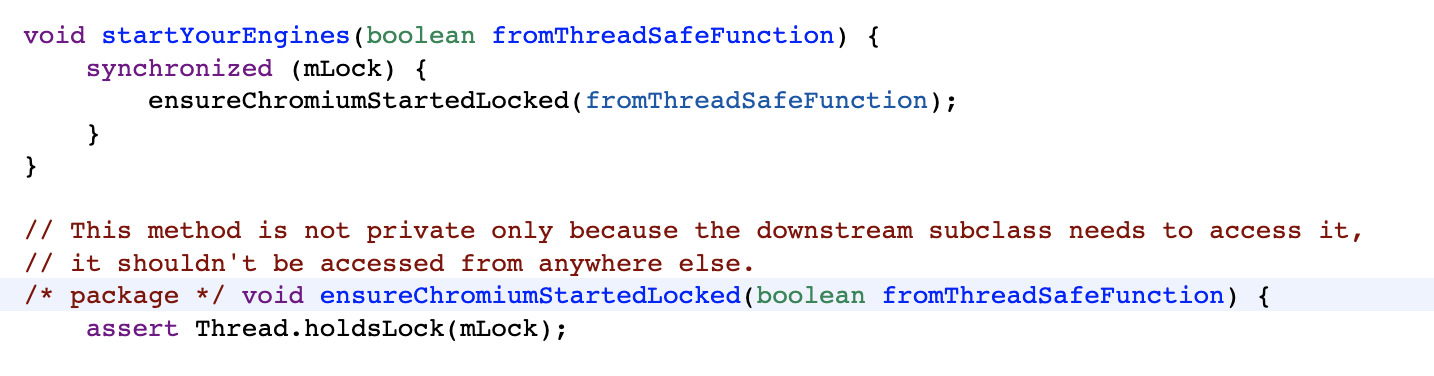 void startYourEngines(boolean fromThreadSafeFunction) {
    synchronized (mLock) {
        ensureChromiumStartedLocked(fromThreadSafeFunction);
    }
}

// This method is not private only because the downstream subclass needs to access it,
// it shouldn't be accessed from anywhere else.
/* package */ void ensureChromiumStartedLocked(boolean fromThreadSafeFunction) {
    assert Thread.holdsLock(mLock);